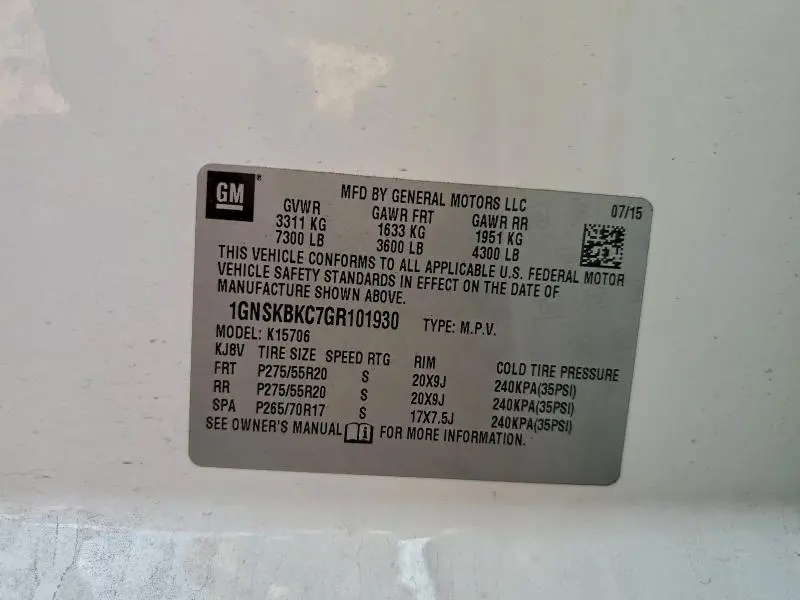 GM
MFD BY GENERAL MOTORS LLC
07/15
GVWR GAWR FRT GAWR RR
3311 KG 1633 KG 1951 KG
7300 LB 3600 LB 4300 LB
THIS VEHICLE CONFORMS TO ALL APPLICABLE U.S. FEDERAL MOTOR
VEHICLE SAFETY STANDARDS IN EFFECT ON THE DATE OF
MANUFACTURE SHOWN ABOVE.
1GNSKBKC7GR101930 TYPE: M.P.V.
MODEL: K15706
KJ8V TIRE SIZE SPEED RTG RIM COLD TIRE PRESSURE
FRT P275/55R20 S 20X9J 240KPA(35PSI)
RR P275/55R20 S 20X9J 240KPA(35PSI)
SPA P265/70R17 S 17X7.5J 240KPA(35PSI)
SEE OWNER'S MANUAL FOR MORE INFORMATION.